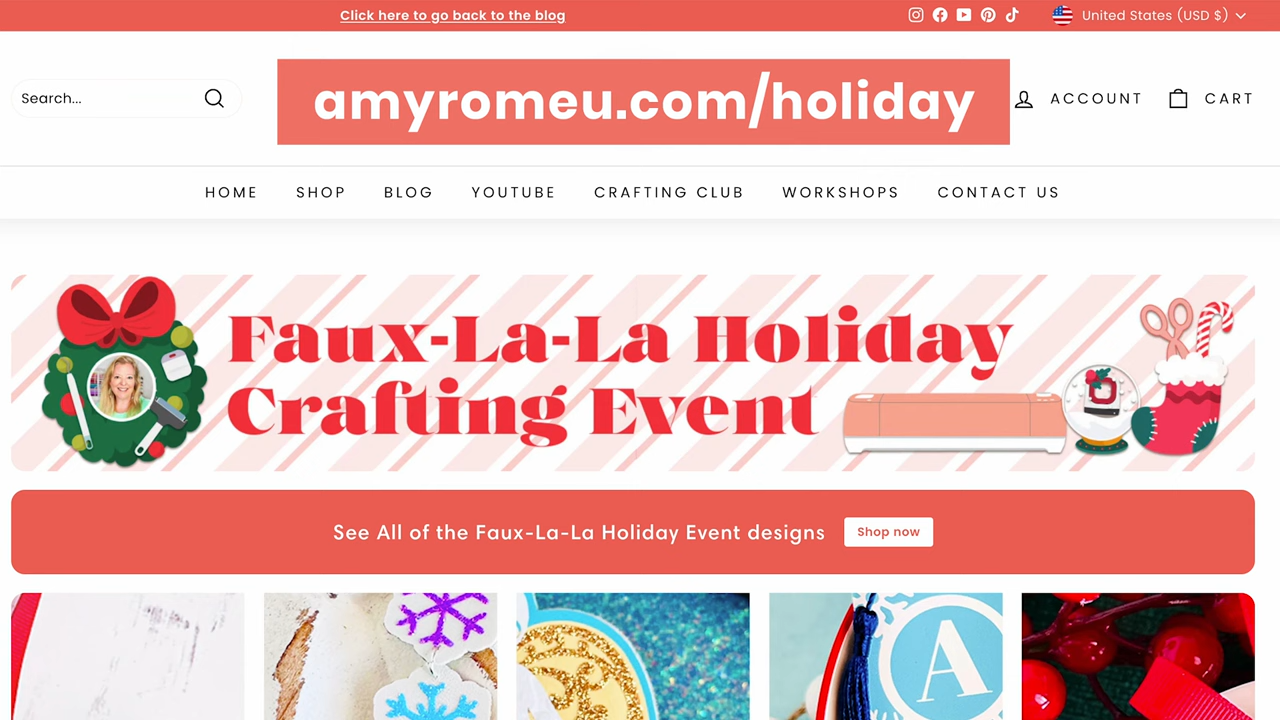 Click here to go back to the blog
United States (USD $)
Search...
amyromeu.com/holiday
ACCOUNT
CART
HOME SHOP BLOG YOUTUBE CRAFTING CLUB WORKSHOPS CONTACT US
Faux-La-La Holiday
Crafting Event
See All of the Faux-La-La Holiday Event designs
Shop now
A